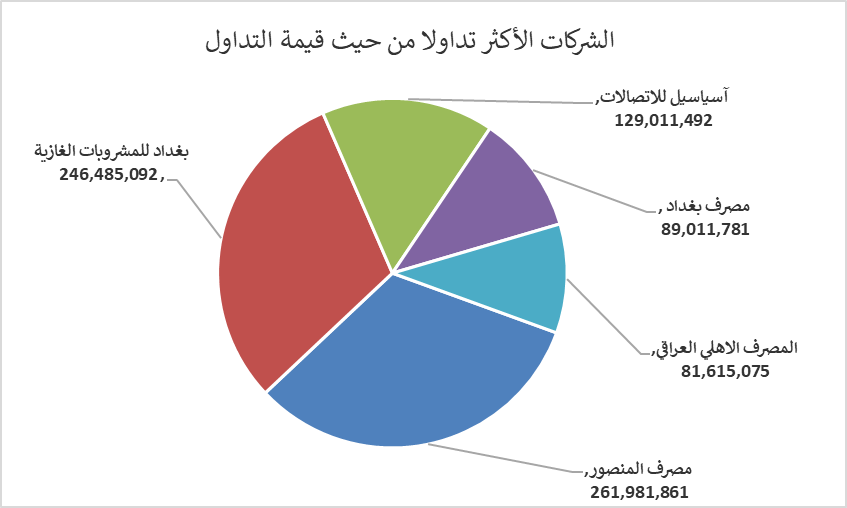 الشركات الأكثر تداولا من حيث قيمة التداول
آسياسيل للاتصالات,
129,011,492
بغداد للمشروبات الغازية
246,485,092 ,
مصرف بغداد ,
89,011,781
المصرف الاهلي العراقي,
81,615,075
مصرف المنصور,
261,981,861